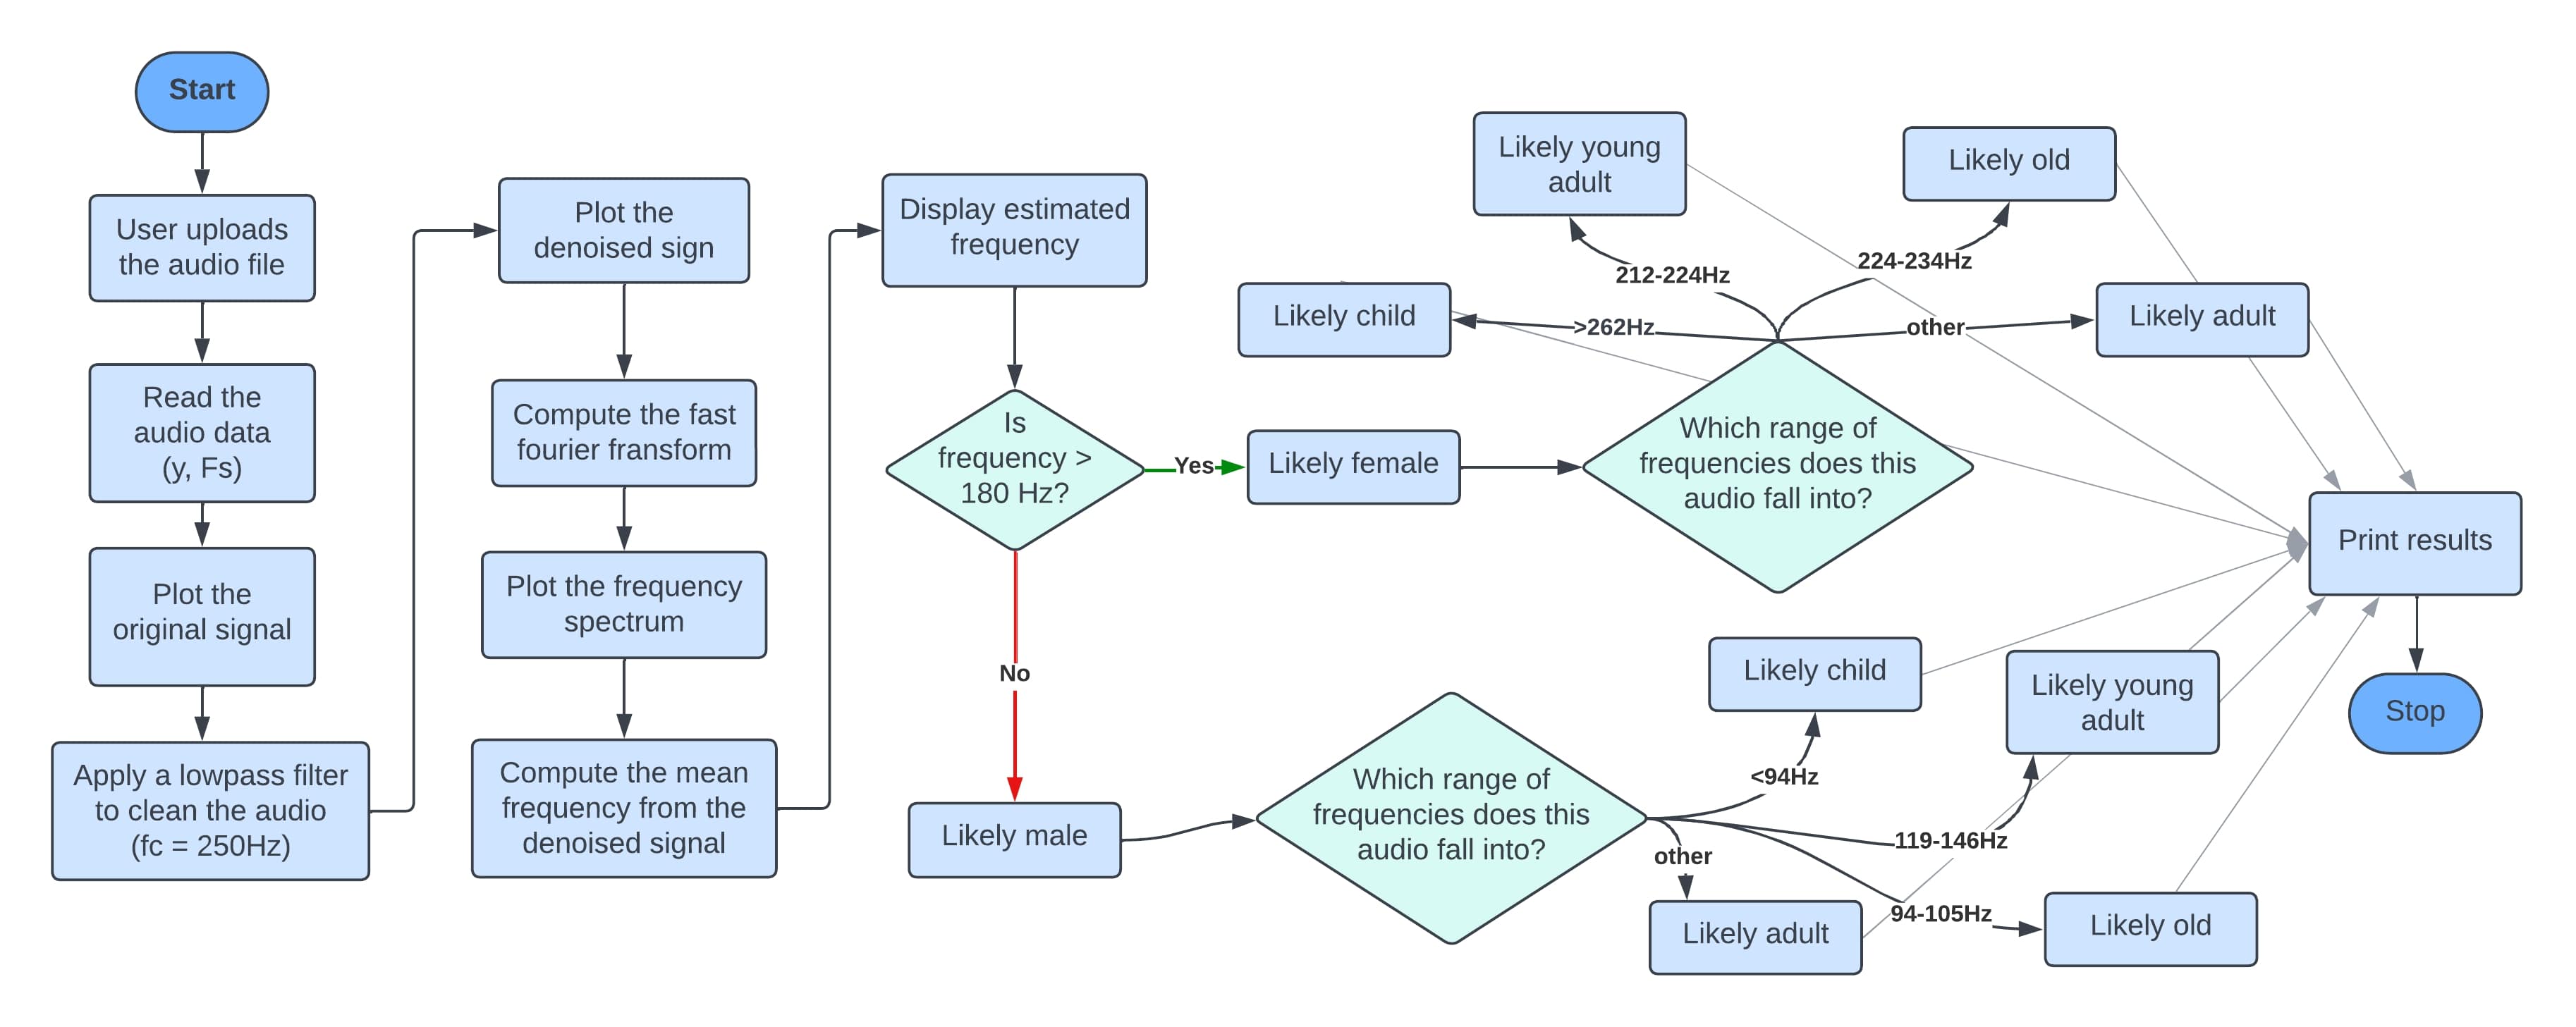 Start
User uploads
the audio file
Read the
audio data
(y, Fs)
Plot the
original signal
Apply a lowpass filter
to clean the audio
(fc = 250Hz)
Plot the
denoised sign
Compute the fast
fourier fransform
Plot the frequency
spectrum
Compute the mean
frequency from the
denoised signal
Display estimated
frequency
Is
frequency >
180 Hz?
Yes
No
Likely female
Which range of
frequencies does this
audio fall into?
>262Hz
Likely child
212-224Hz
Likely young
adult
224-234Hz
Likely old
other
Likely adult
Likely male
Which range of
frequencies does this
audio fall into?
<94Hz
Likely child
119-146Hz
Likely young
adult
94-105Hz
Likely old
other
Likely adult
Print results
Stop